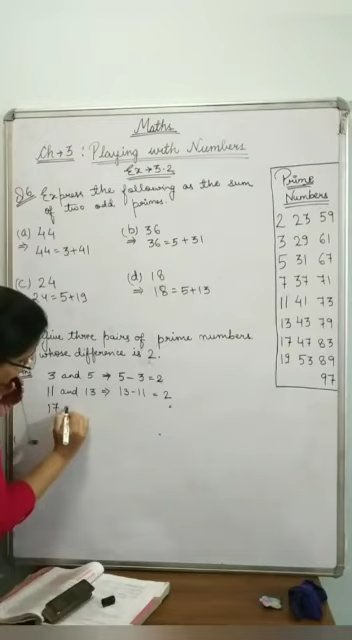 Maths
Ch → 3 : Playing with Numbers
Ex → 3.2
Q6. Express the following as the sum
of two odd primes.
(a) 44
⇒ 44 = 3+41
(b) 36
⇒ 36 = 5+31
(c) 24
24 = 5+19
(d) 18
⇒ 18 = 5+13
give three pairs of prime numbers
whose difference is 2.
3 and 5 ⇒ 5 - 3 = 2
11 and 13 ⇒ 13 - 11 = 2
17
Prime
Numbers
2 23 59
3 29 61
5 31 67
7 37 71
11 41 73
13 43 79
17 47 83
19 53 89
97